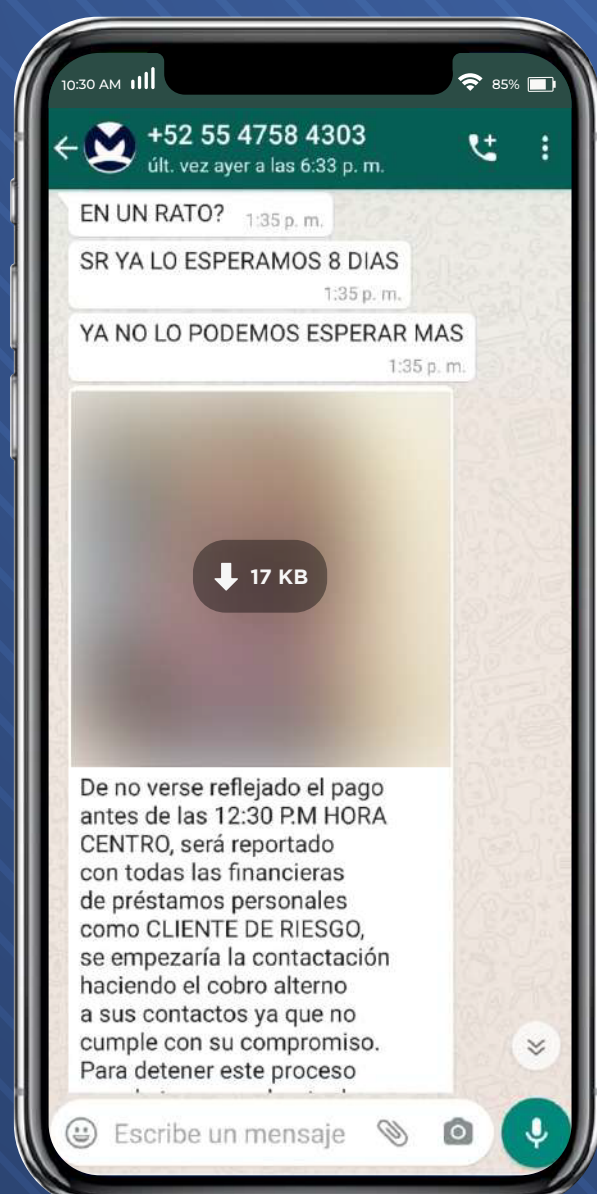 10:30 AM
85%
+52 55 4758 4303
últ. vez ayer a las 6:33 p. m.
EN UN RATO? 1:35 p. m.
SR YA LO ESPERAMOS 8 DIAS
1:35 p. m.
YA NO LO PODEMOS ESPERAR MAS
1:35 p. m.
17 KB
De no verse reflejado el pago
antes de las 12:30 P.M HORA
CENTRO, será reportado
con todas las financieras
de préstamos personales
como CLIENTE DE RIESGO,
se empezaría la contactación
haciendo el cobro alterno
a sus contactos ya que no
cumple con su compromiso.
Para detener este proceso
Escribe un mensaje